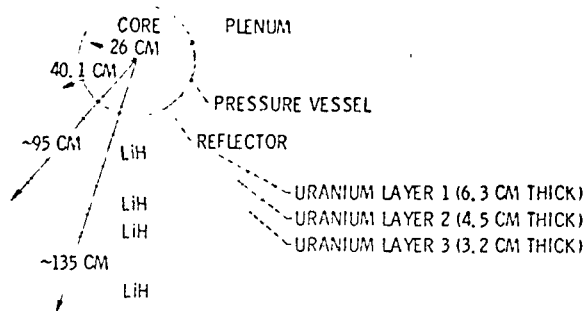 CORE PLENUM
26 CM
40.1 CM
PRESSURE VESSEL
REFLECTOR
~95 CM
LiH
URANIUM LAYER 1 (6.3 CM THICK)
LiH
URANIUM LAYER 2 (4.5 CM THICK)
LiH
URANIUM LAYER 3 (3.2 CM THICK)
~135 CM
LiH